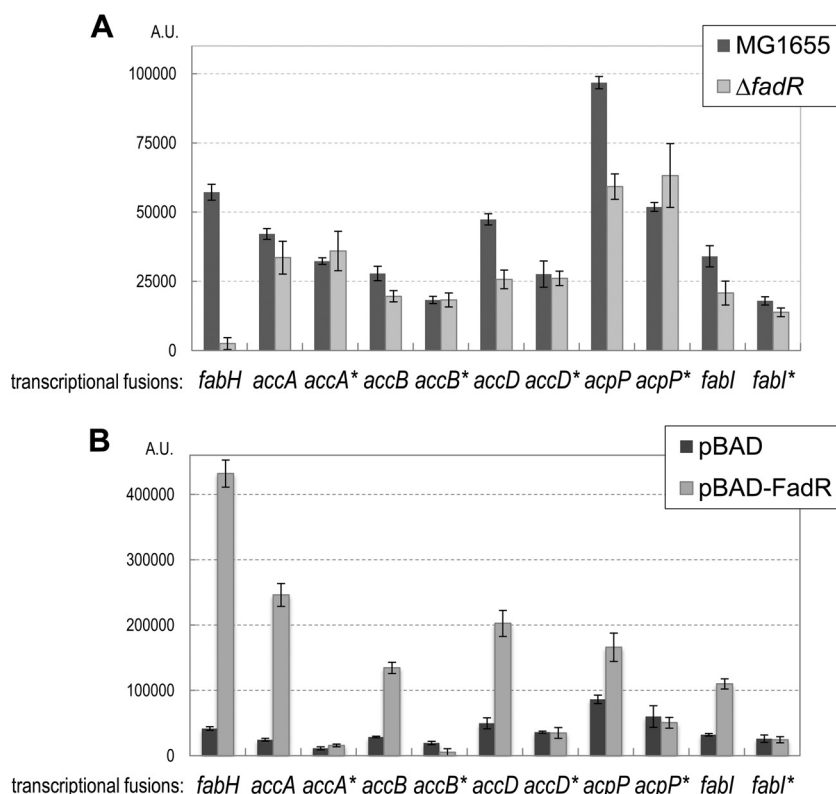 A
A.U.
MG1655
ΔfadR
100000
75000
50000
25000
0
transcriptional fusions: fabH accA accA* accB accB* accD accD* acpP acpP* fabI fabI*
B
A.U.
pBAD
pBAD-FadR
400000
300000
200000
100000
0
transcriptional fusions: fabH accA accA* accB accB* accD accD* acpP acpP* fabI fabI*